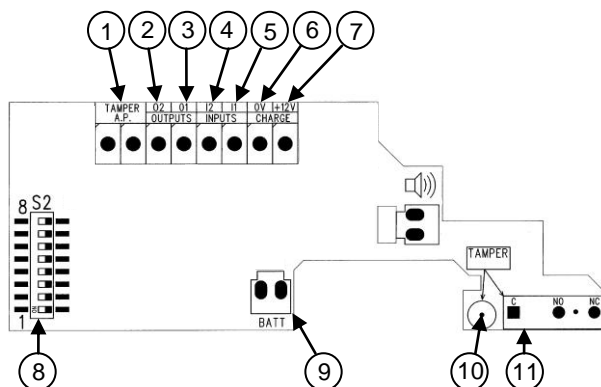 1 2 3 4 5 6 7
TAMPER O2 O1 I2 I1 0V +12V
A.P. OUTPUTS INPUTS CHARGE
8 S2
TAMPER
C NO NC
ON
1
BATT
8 9 10 11